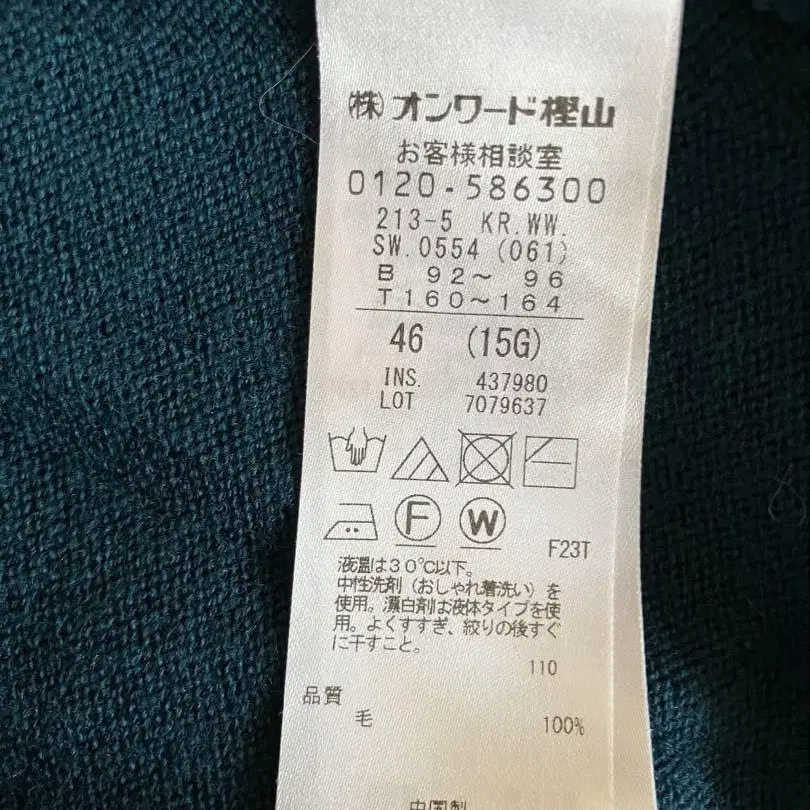 ㈱オンワード樫山
お客様相談室
0120-586300
213-5 KR.WW.
SW.0554 (061)
B 92～ 96
T160～164
46 (15G)
INS. 437980
LOT 7079637
F W
F23T
液温は30℃以下。
中性洗剤（おしゃれ着洗い）を
使用。漂白剤は液体タイプを使
用。よくすすぎ、絞りの後すぐ
に干すこと。
110
品質
毛 100%
中国製